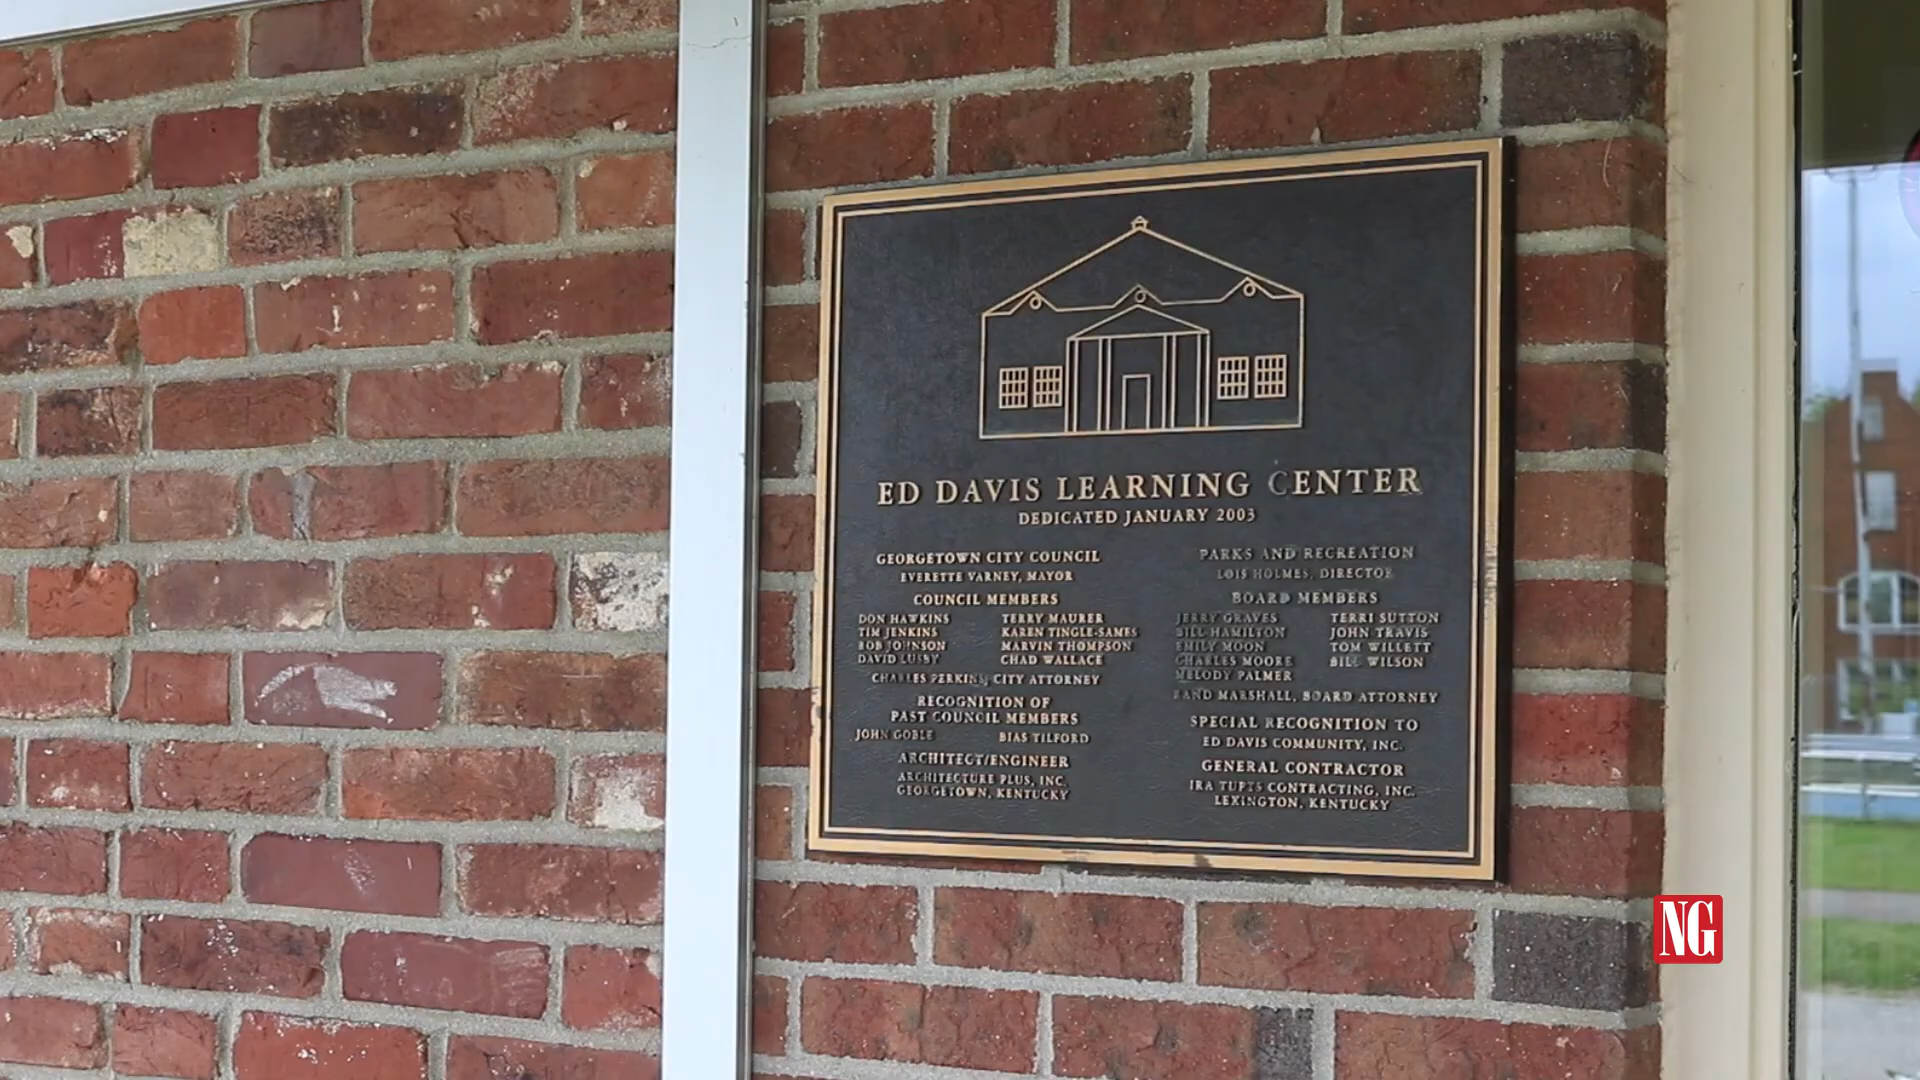 ED DAVIS LEARNING CENTER
DEDICATED JANUARY 2003
GEORGETOWN CITY COUNCIL
EVERETTE VARNEY, MAYOR
COUNCIL MEMBERS
DON HAWKINS TERRY MAURER
TIM JENKINS KAREN TINGLE-SAMES
BOB JOHNSON MARVIN THOMPSON
DAVID LUSBY CHAD WALLACE
CHARLES PERKINS, CITY ATTORNEY
RECOGNITION OF
PAST COUNCIL MEMBERS
JOHN GOBLE BIAS TILFORD
ARCHITECT/ENGINEER
ARCHITECTURE PLUS, INC.
GEORGETOWN, KENTUCKY
PARKS AND RECREATION
LOIS HOLMES, DIRECTOR
BOARD MEMBERS
JERRY GRAVES TERRI SUTTON
BILL HAMILTON JOHN TRAVIS
EMILY MOON TOM WILLETT
CHARLES MOORE BILL WILSON
MELODY PALMER
RAND MARSHALL, BOARD ATTORNEY
SPECIAL RECOGNITION TO
ED DAVIS COMMUNITY, INC.
GENERAL CONTRACTOR
IRA TUPTS CONTRACTING, INC.
LEXINGTON, KENTUCKY
NG